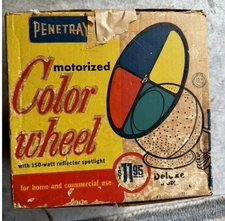 PENETRAY
motorized
Color
wheel
with 150-watt reflector spotlight
for home and commercial use
$11.95
Deluxe